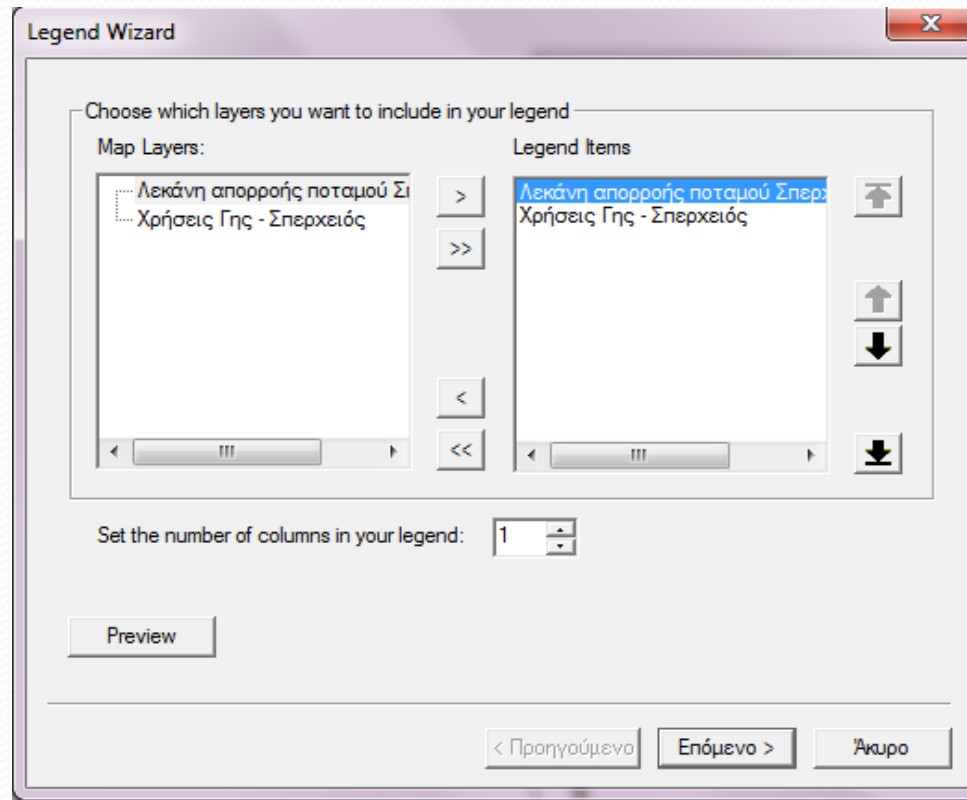 Legend Wizard
Choose which layers you want to include in your legend
Map Layers:
Λεκάνη απορροής ποταμού Σπ
Χρήσεις Γης - Σπερχειός
>
>>
<
<<
Legend Items
Λεκάνη απορροής ποταμού Σπερχ
Χρήσεις Γης - Σπερχειός
Set the number of columns in your legend:
1
Preview
< Προηγούμενο
Επόμενο >
Άκυρο